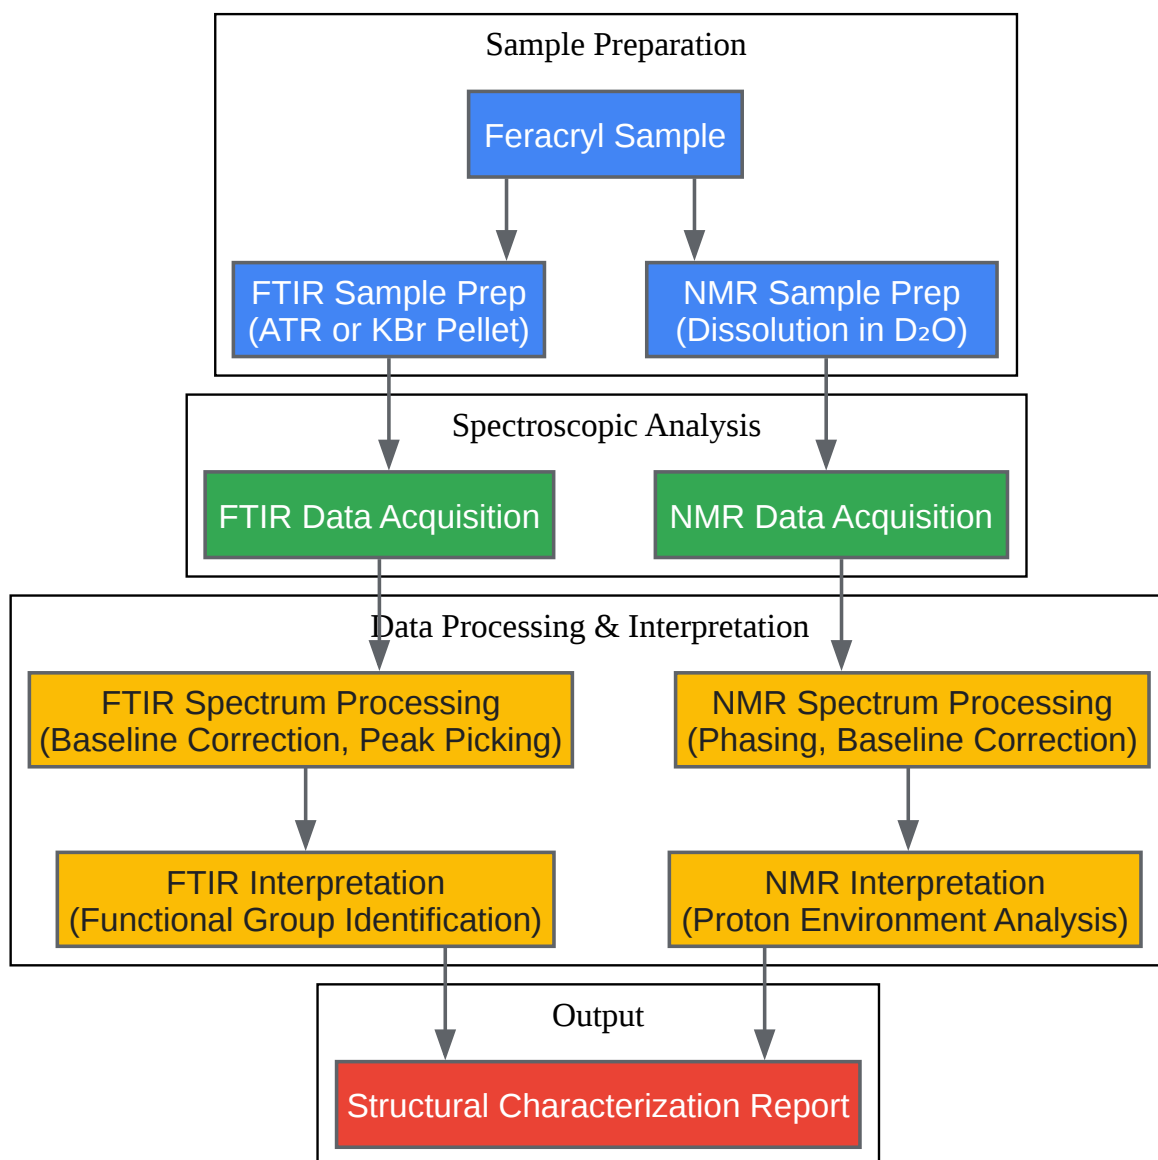 Sample Preparation
Feracryl Sample
FTIR Sample Prep
(ATR or KBr Pellet)
NMR Sample Prep
(Dissolution in D₂O)
Spectroscopic Analysis
FTIR Data Acquisition
NMR Data Acquisition
Data Processing & Interpretation
FTIR Spectrum Processing
(Baseline Correction, Peak Picking)
NMR Spectrum Processing
(Phasing, Baseline Correction)
FTIR Interpretation
(Functional Group Identification)
NMR Interpretation
(Proton Environment Analysis)
Output
Structural Characterization Report